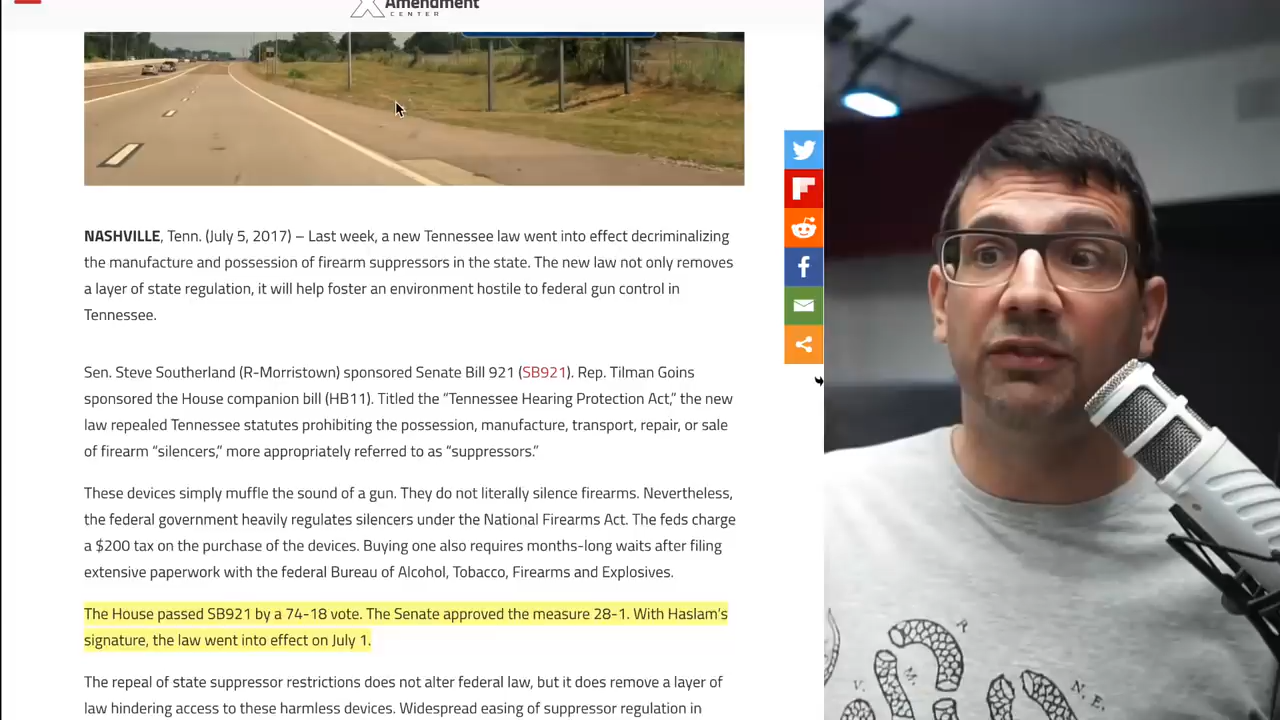 Amendment
CENTER
NASHVILLE, Tenn. (July 5, 2017) – Last week, a new Tennessee law went into effect decriminalizing
the manufacture and possession of firearm suppressors in the state. The new law not only removes
a layer of state regulation, it will help foster an environment hostile to federal gun control in
Tennessee.
Sen. Steve Southerland (R-Morristown) sponsored Senate Bill 921 (SB921). Rep. Tilman Goins
sponsored the House companion bill (HB11). Titled the “Tennessee Hearing Protection Act,” the new
law repealed Tennessee statutes prohibiting the possession, manufacture, transport, repair, or sale
of firearm “silencers,” more appropriately referred to as “suppressors.”
These devices simply muffle the sound of a gun. They do not literally silence firearms. Nevertheless,
the federal government heavily regulates silencers under the National Firearms Act. The feds charge
a $200 tax on the purchase of the devices. Buying one also requires months-long waits after filing
extensive paperwork with the federal Bureau of Alcohol, Tobacco, Firearms and Explosives.
The House passed SB921 by a 74-18 vote. The Senate approved the measure 28-1. With Haslam’s
signature, the law went into effect on July 1.
The repeal of state suppressor restrictions does not alter federal law, but it does remove a layer of
law hindering access to these harmless devices. Widespread easing of suppressor regulation in
R
V.
M.
N.E.